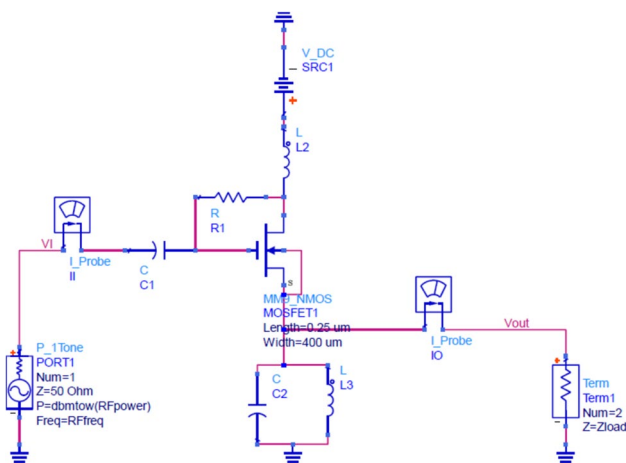 V_DC
SRC1
–
+
L
L2
R
R1
VI
I_Probe
II
C
C1
s
MM9_NMOS
MOSFET1
Length=0.25 um
Width=400 um
I_Probe
IO
Vout
P_1Tone
PORT1
Num=1
Z=50 Ohm
P=dbmtow(RFpower)
Freq=RFfreq
+
-
C
C2
L
L3
+
-
Term
Term1
Num=2
Z=Zload